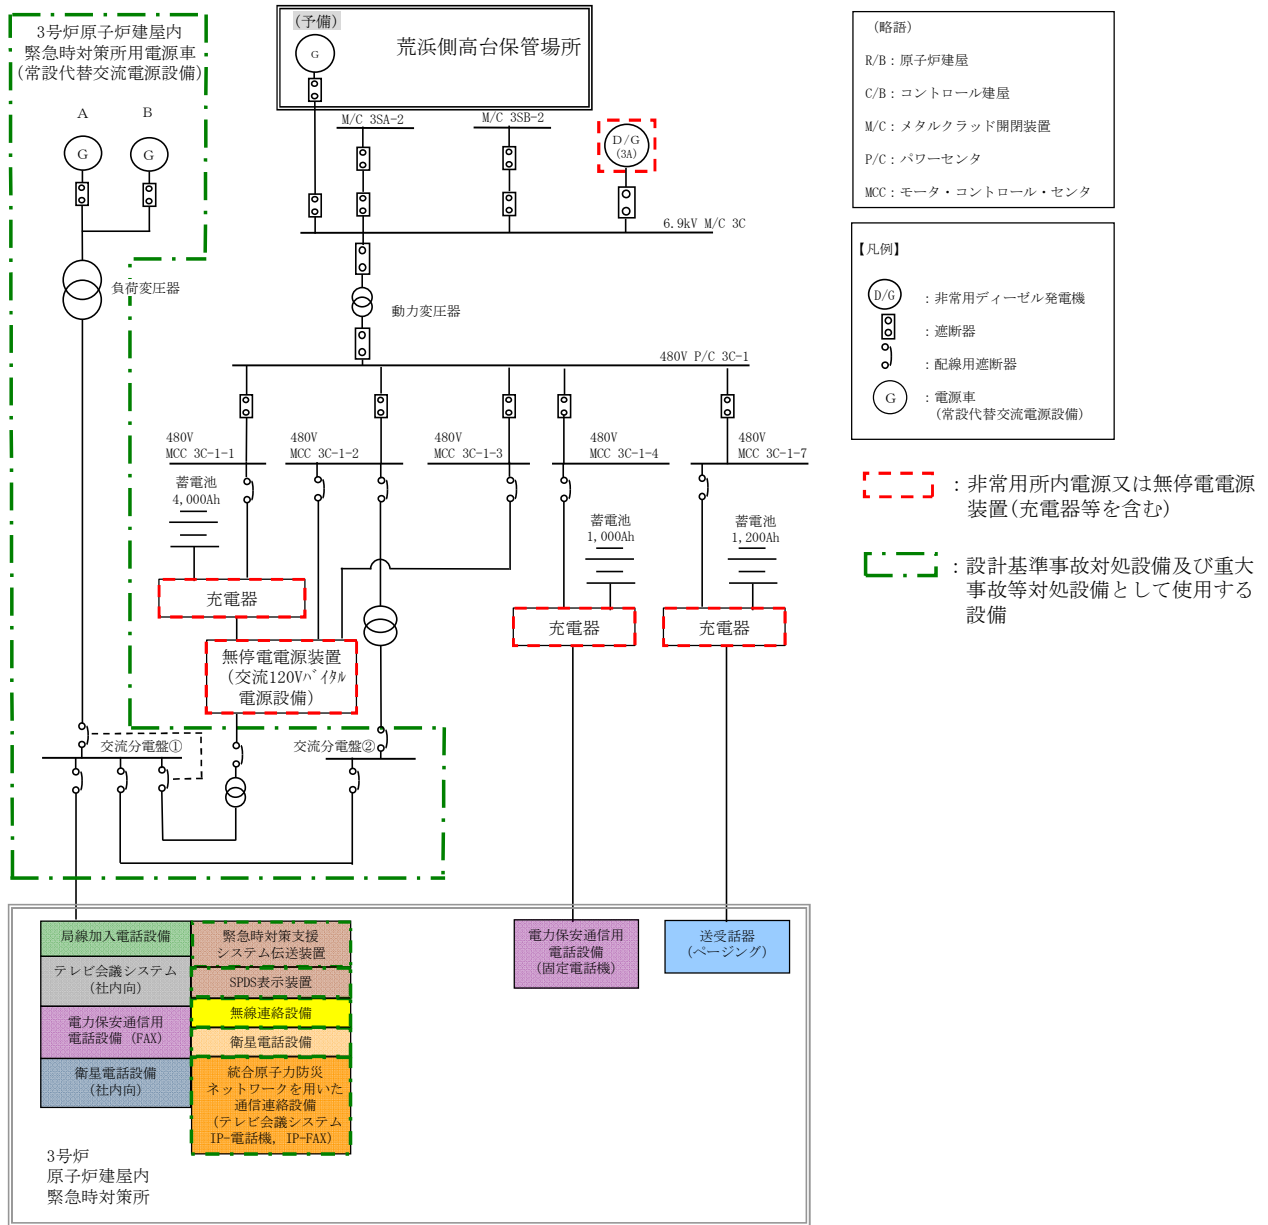 3号炉原子炉建屋内
緊急時対策所用電源車
(常設代替交流電源設備)
A
B
G
G
負荷変圧器
(予備)
G
荒浜側高台保管場所
M/C 3SA-2
M/C 3SB-2
D/G
(3A)
6.9kV M/C 3C
動力変圧器
480V P/C 3C-1
480V
MCC 3C-1-1
480V
MCC 3C-1-2
480V
MCC 3C-1-3
480V
MCC 3C-1-4
480V
MCC 3C-1-7
蓄電池
4,000Ah
蓄電池
1,000Ah
蓄電池
1,200Ah
充電器
充電器
充電器
無停電電源装置
(交流120Vﾊﾞｲﾀﾙ
電源設備)
交流分電盤①
交流分電盤②
局線加入電話設備
テレビ会議システム
(社内向)
電力保安通信用
電話設備 (FAX)
衛星電話設備
(社内向)
緊急時対策支援
システム伝送装置
SPDS表示装置
無線連絡設備
衛星電話設備
統合原子力防災
ネットワークを用いた
通信連絡設備
(テレビ会議システム
IP-電話機, IP-FAX)
電力保安通信用
電話設備
(固定電話機)
送受話器
(ページング)
3号炉
原子炉建屋内
緊急時対策所
(略語)
R/B：原子炉建屋
C/B：コントロール建屋
M/C：メタルクラッド開閉装置
P/C：パワーセンタ
MCC：モータ・コントロール・センタ
【凡例】
D/G ：非常用ディーゼル発電機
：遮断器
：配線用遮断器
G ：電源車
(常設代替交流電源設備)
：非常用所内電源又は無停電電源
装置(充電器等を含む)
：設計基準事故対処設備及び重大
事故等対処設備として使用する
設備